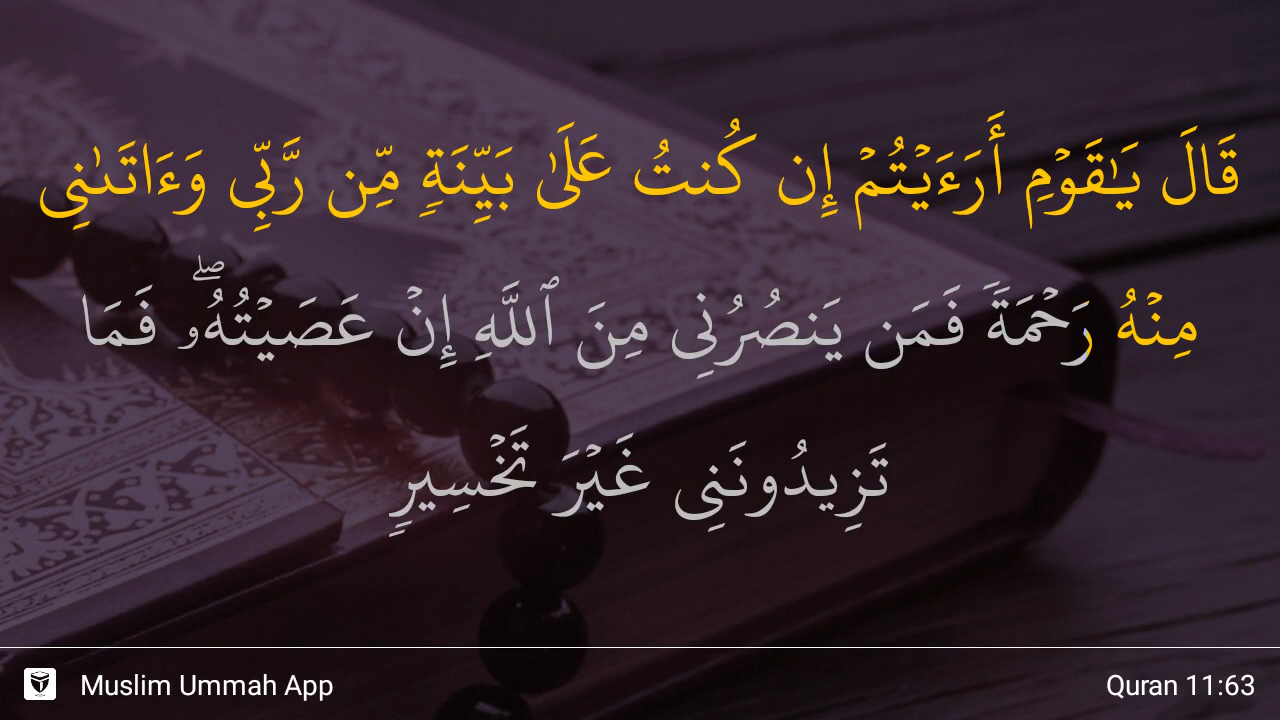 قَالَ يَـٰقَوْمِ أَرَءَيْتُمْ إِن كُنتُ عَلَىٰ بَيِّنَةٍ مِّن رَّبِّى وَءَاتَىٰنِى
مِنْهُ رَحْمَةً فَمَن يَنصُرُنِى مِنَ ٱللَّهِ إِنْ عَصَيْتُهُۥ ۖ فَمَا
تَزِيدُونَنِى غَيْرَ تَخْسِيرٍ
Muslim Ummah App
Quran 11:63